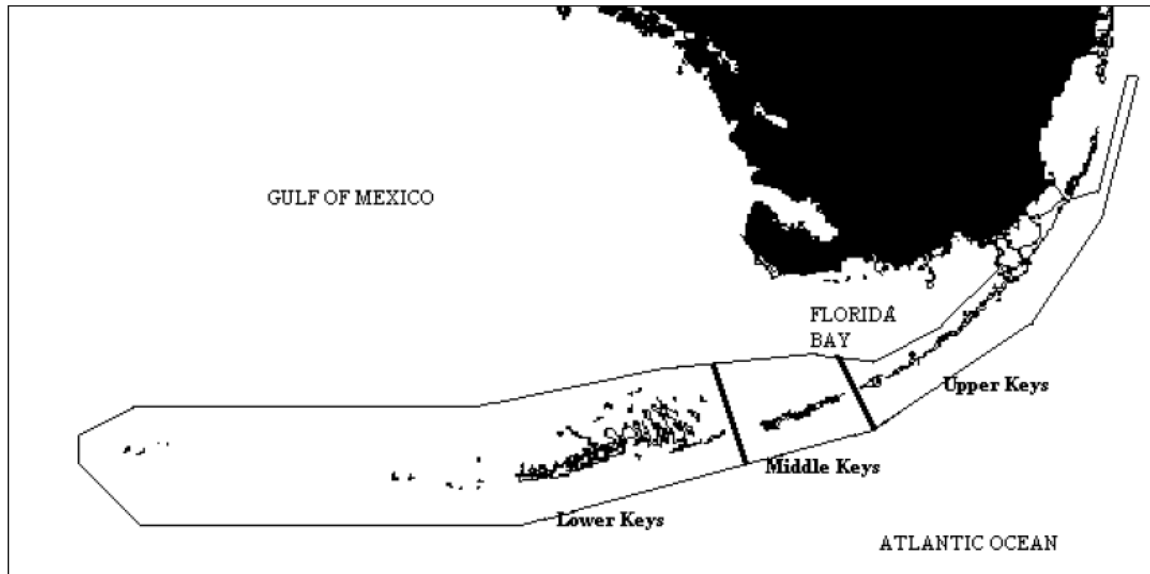 GULF OF MEXICO
FLORIDA
BAY
Upper Keys
Middle Keys
Lower Keys
ATLANTIC OCEAN